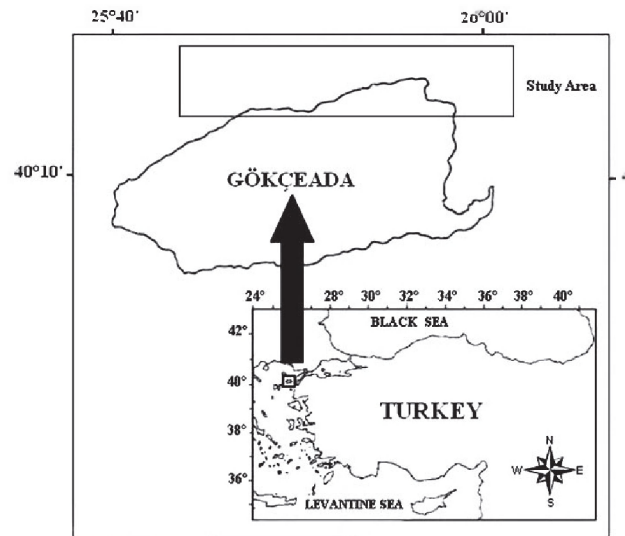 25°40'
26°00'
Study Area
40°10'
GÖKÇEADA
24° 26° 28° 30° 32° 34° 36° 38° 40°
42°
BLACK SEA
40°
TURKEY
38°
N
W E
36°
S
LEVANTINE SEA